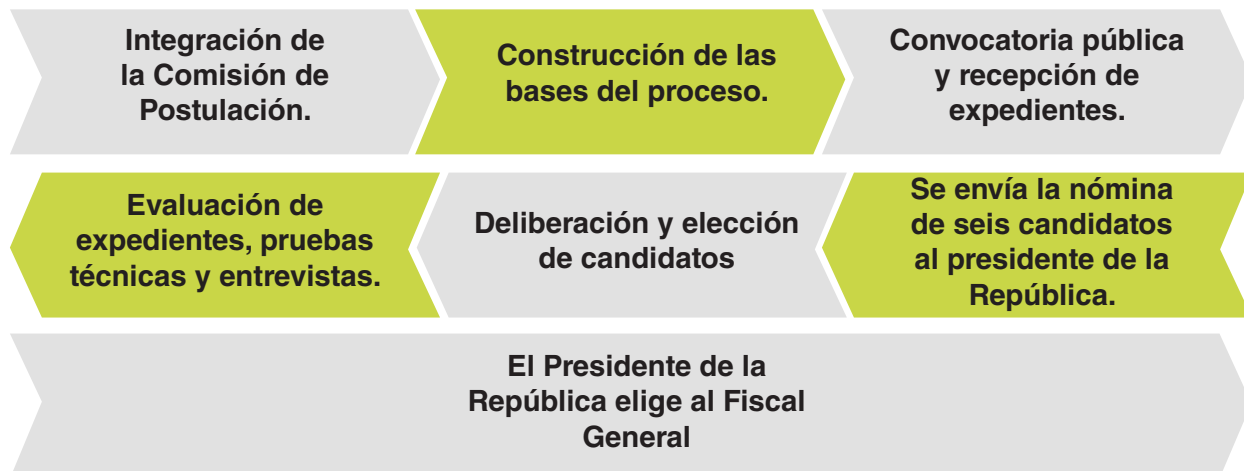 Integración de
la Comisión de
Postulación.
Construcción de las
bases del proceso.
Convocatoria pública
y recepción de
expedientes.
Evaluación de
expedientes, pruebas
técnicas y entrevistas.
Deliberación y elección
de candidatos
Se envía la nómina
de seis candidatos
al presidente de la
República.
El Presidente de la
República elige al Fiscal
General